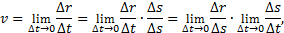 v = lim_{Δt→0} Δr/Δt = lim_{Δt→0} Δr/Δt · Δs/Δs = lim_{Δt→0} Δr/Δs · lim_{Δt→0} Δs/Δt,